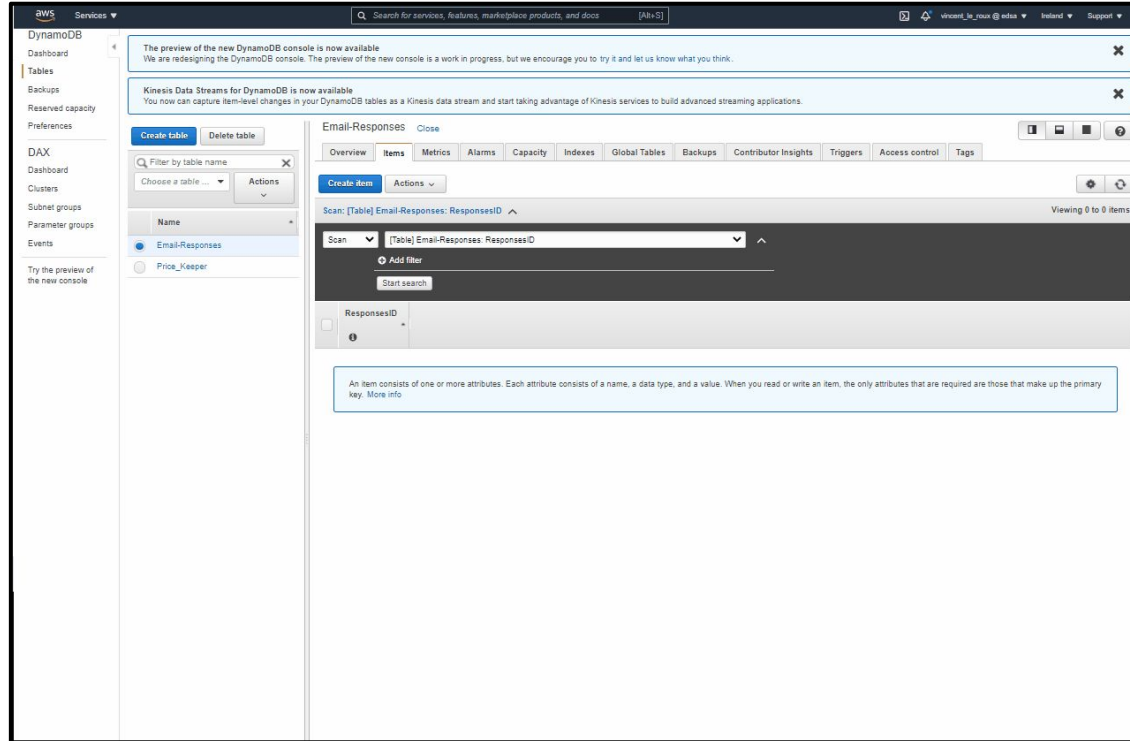 aws Services Search for services, features, marketplace products, and docs [Alt+S] vincent_le_roux @ edsa Ireland Support
DynamoDB
Dashboard
Tables
Backups
Reserved capacity
Preferences
DAX
Dashboard
Clusters
Subnet groups
Parameter groups
Events
Try the preview of
the new console
The preview of the new DynamoDB console is now available
We are redesigning the DynamoDB console. The preview of the new console is a work in progress, but we encourage you to try it and let us know what you think.
Kinesis Data Streams for DynamoDB is now available
You now can capture item-level changes in your DynamoDB tables as a Kinesis data stream and start taking advantage of Kinesis services to build advanced streaming applications.
Create table Delete table
Filter by table name
Choose a table ... Actions
Name
Email-Responses
Price_Keeper
Email-Responses Close
Overview Items Metrics Alarms Capacity Indexes Global Tables Backups Contributor Insights Triggers Access control Tags
Create item Actions
Scan: [Table] Email-Responses: ResponsesID Viewing 0 to 0 items
Scan [Table] Email-Responses: ResponsesID
Add filter
Start search
ResponsesID
An item consists of one or more attributes. Each attribute consists of a name, a data type, and a value. When you read or write an item, the only attributes that are required are those that make up the primary
key. More info